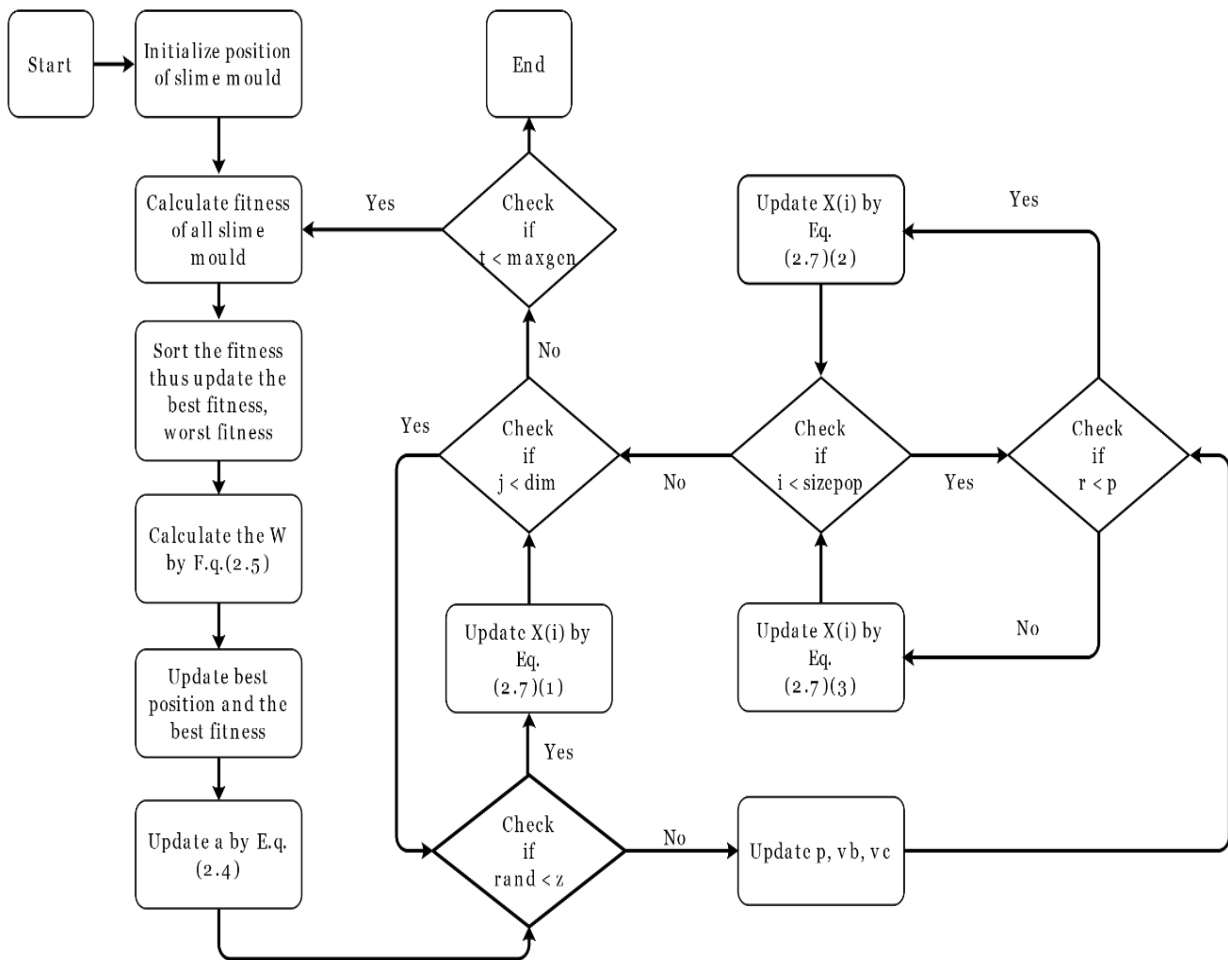 Start
Initialize position
of slime mould
End
Calculate fitness
of all slime
mould
Yes
Check
if
t < maxgen
Update X(i) by
Eq.
(2.7)(2)
Yes
Sort the fitness
thus update the
best fitness,
worst fitness
No
Yes
Check
if
j < dim
No
Check
if
i < sizepop
Yes
Check
if
r < p
Calculate the W
by F.q.(2.5)
Update X(i) by
Eq.
(2.7)(1)
Update X(i) by
Eq.
(2.7)(3)
No
Update best
position and the
best fitness
Yes
Update a by E.q.
(2.4)
Check
if
rand < z
No
Update p, vb, vc